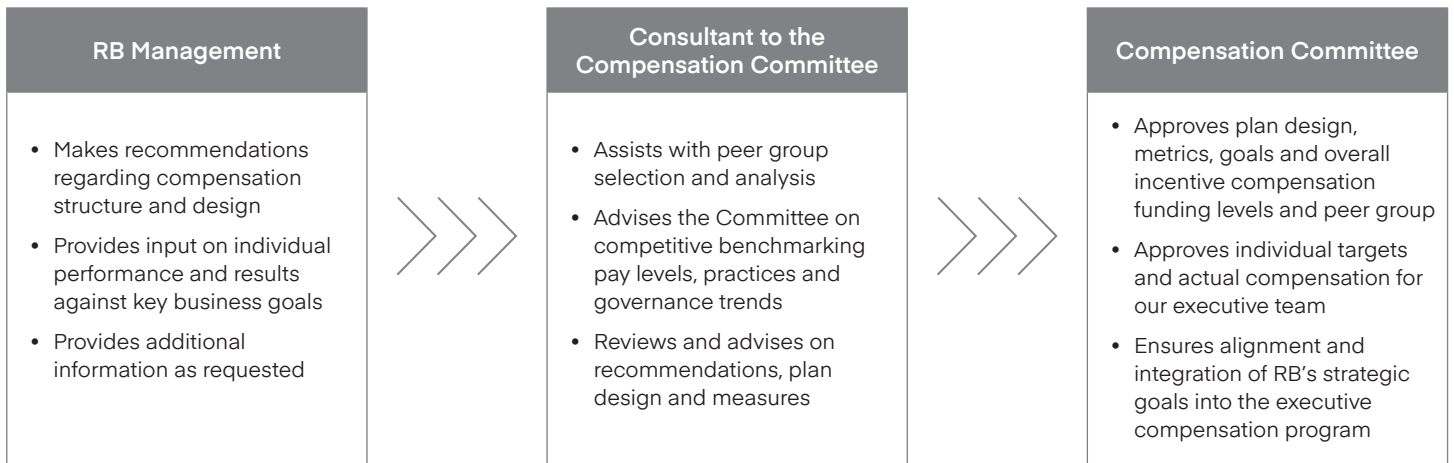 RB Management
• Makes recommendations
regarding compensation
structure and design
• Provides input on individual
performance and results
against key business goals
• Provides additional
information as requested
Consultant to the
Compensation Committee
• Assists with peer group
selection and analysis
• Advises the Committee on
competitive benchmarking
pay levels, practices and
governance trends
• Reviews and advises on
recommendations, plan
design and measures
Compensation Committee
• Approves plan design,
metrics, goals and overall
incentive compensation
funding levels and peer group
• Approves individual targets
and actual compensation for
our executive team
• Ensures alignment and
integration of RB’s strategic
goals into the executive
compensation program